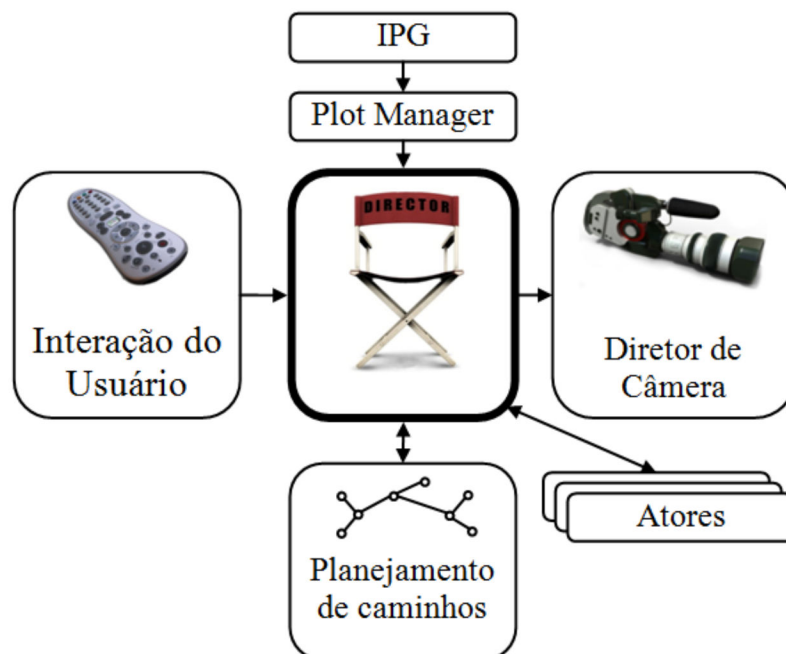 IPG
Plot Manager
DIRECTOR
Interação do
Usuário
Diretor de
Câmera
Planejamento
de caminhos
Atores